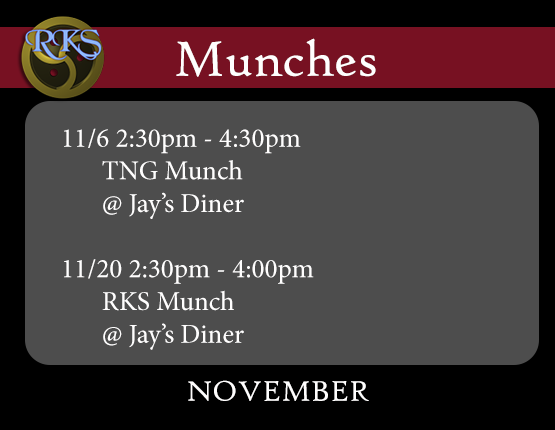 RKS
Munches
11/6 2:30pm - 4:30pm
TNG Munch
@ Jay’s Diner
11/20 2:30pm - 4:00pm
RKS Munch
@ Jay’s Diner
NOVEMBER